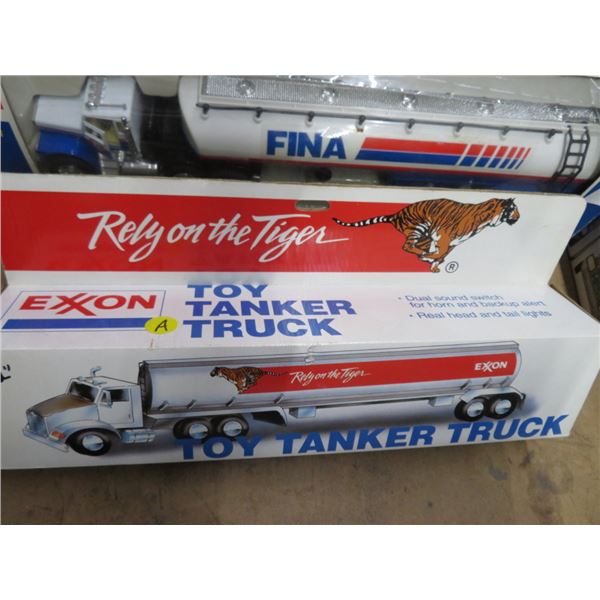 FINA
Rely on the Tiger
®
EXXON
TOY
TANKER
TRUCK
A
• Dual sound switch
for horn and backup alert
• Real head and tail lights
Rely on the Tiger
EXXON
TOY TANKER TRUCK